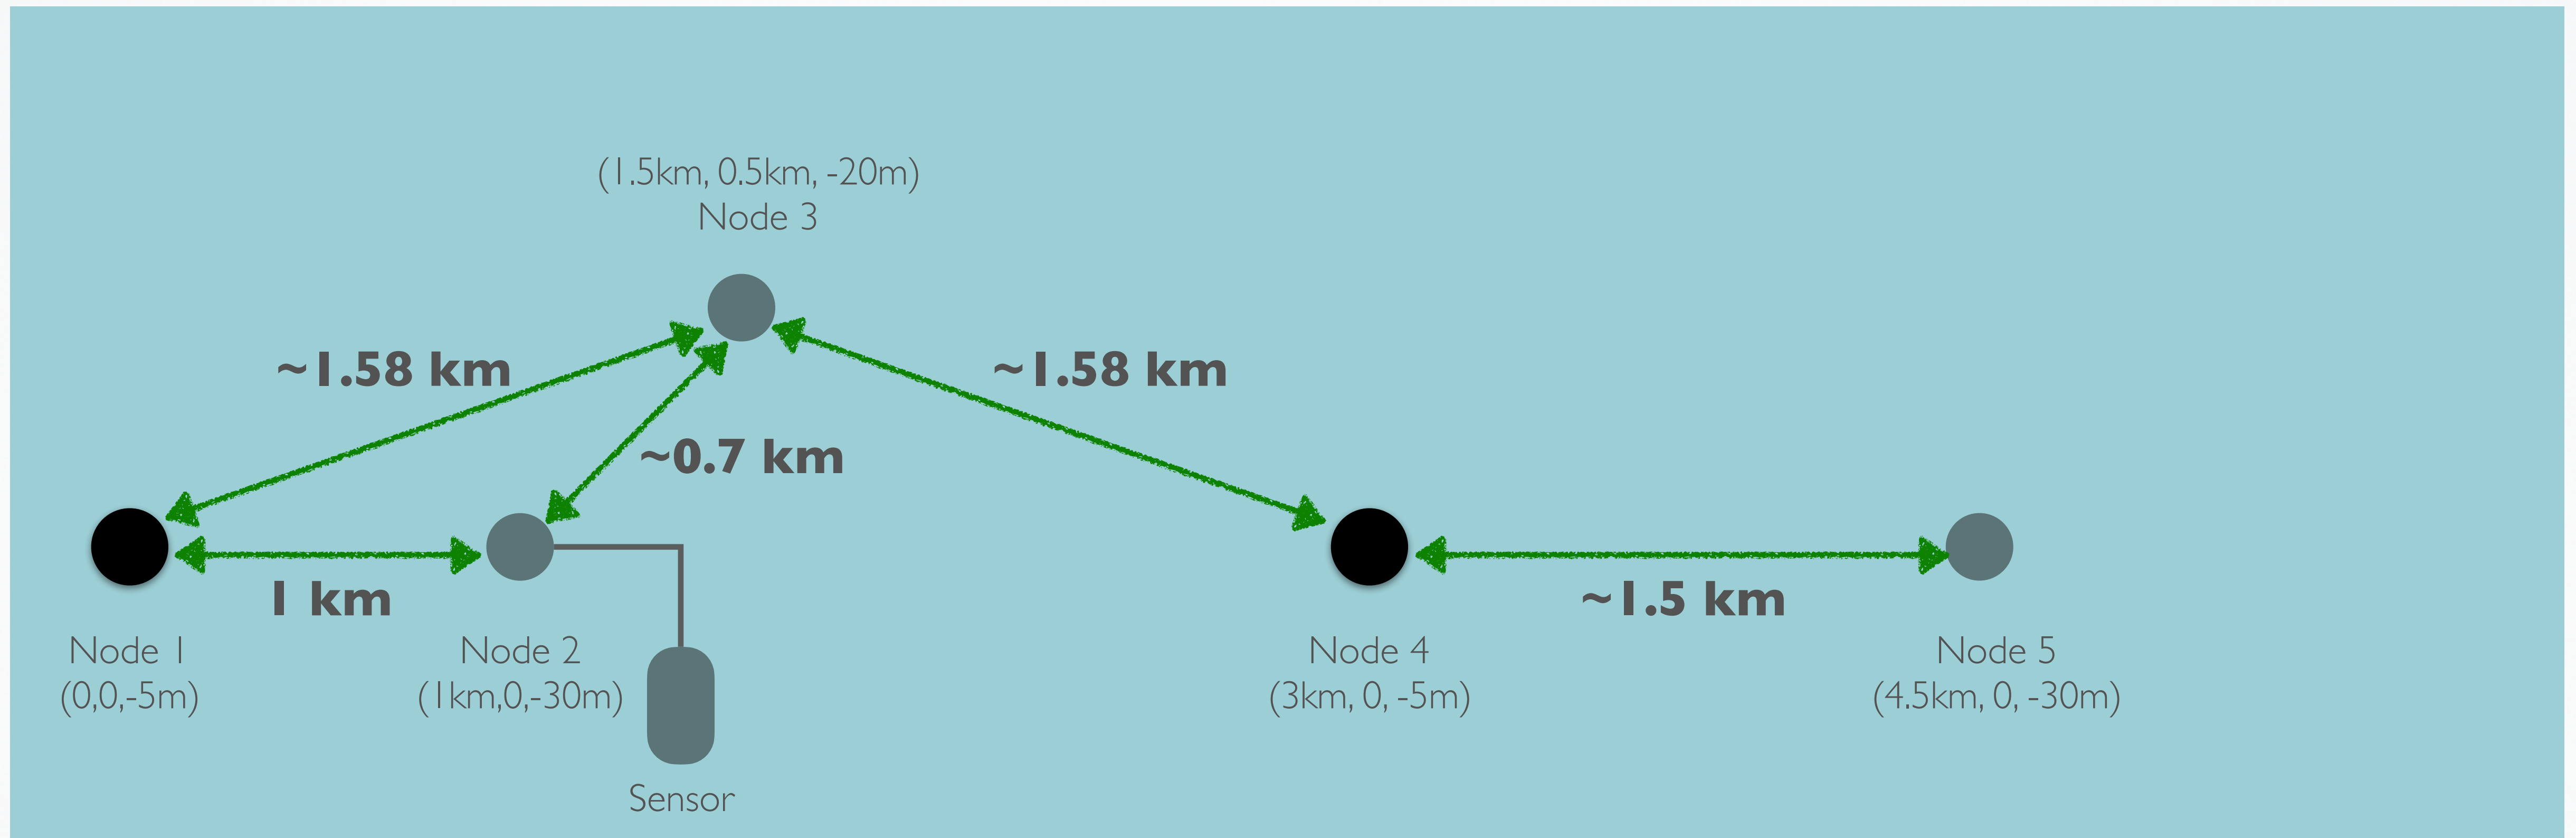 (1.5km, 0.5km, -20m)
Node 3
~1.58 km
~1.58 km
~0.7 km
1 km
~1.5 km
Node 1
(0,0,-5m)
Node 2
(1km,0,-30m)
Node 4
(3km, 0, -5m)
Node 5
(4.5km, 0, -30m)
Sensor